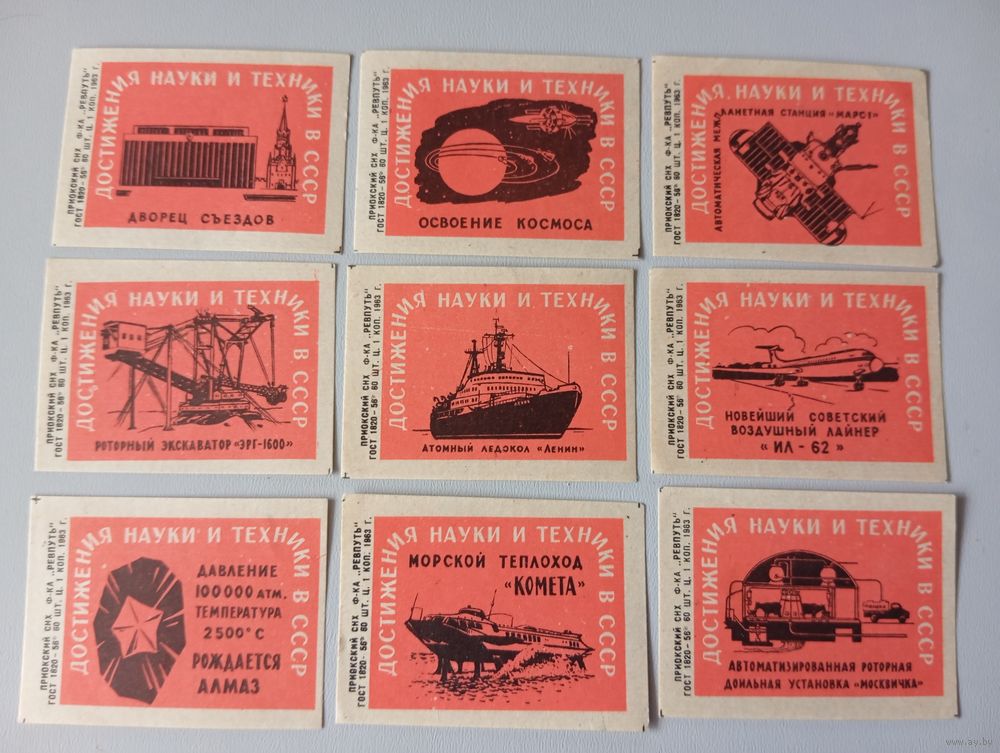 ПРИОКСКИЙ СНХ Ф-КА „РЕВПУТЬ"
ГОСТ 1820-56° 60 ШТ. Ц. 1 КОП. 1963 Г.
ДОСТИЖЕНИЯ НАУКИ И ТЕХНИКИ В СССР
ДВОРЕЦ СЪЕЗДОВ
ПРИОКСКИЙ СНХ Ф-КА „РЕВПУТЬ"
ГОСТ 1820-56° 60 ШТ. Ц. 1 КОП. 1963 Г.
ДОСТИЖЕНИЯ НАУКИ И ТЕХНИКИ В СССР
ОСВОЕНИЕ КОСМОСА
ПРИОКСКИЙ СНХ Ф-КА „РЕВПУТЬ"
ГОСТ 1820-56° 60 ШТ. Ц. 1 КОП. 1963 Г.
ДОСТИЖЕНИЯ НАУКИ И ТЕХНИКИ В СССР
АВТОМАТИЧЕСКАЯ МЕЖПЛАНЕТНАЯ СТАНЦИЯ «МАРС1»
ПРИОКСКИЙ СНХ Ф-КА „РЕВПУТЬ"
ГОСТ 1820-56° 60 ШТ. Ц. 1 КОП. 1963 Г.
ДОСТИЖЕНИЯ НАУКИ И ТЕХНИКИ В СССР
РОТОРНЫЙ ЭКСКАВАТОР «ЭРГ-1600»
ПРИОКСКИЙ СНХ Ф-КА „РЕВПУТЬ"
ГОСТ 1820-56° 60 ШТ. Ц. 1 КОП. 1963 Г.
ДОСТИЖЕНИЯ НАУКИ И ТЕХНИКИ В СССР
АТОМНЫЙ ЛЕДОКОЛ «ЛЕНИН»
ПРИОКСКИЙ СНХ Ф-КА „РЕВПУТЬ"
ГОСТ 1820-56° 60 ШТ. Ц. 1 КОП. 1963 Г.
ДОСТИЖЕНИЯ НАУКИ И ТЕХНИКИ В СССР
НОВЕЙШИЙ СОВЕТСКИЙ
ВОЗДУШНЫЙ ЛАЙНЕР
«ИЛ-62»
ПРИОКСКИЙ СНХ Ф-КА „РЕВПУТЬ"
ГОСТ 1820-56° 60 ШТ. Ц. 1 КОП. 1963 Г.
ДОСТИЖЕНИЯ НАУКИ И ТЕХНИКИ В СССР
ДАВЛЕНИЕ
100000 АТМ.
ТЕМПЕРАТУРА
2500°С
РОЖДАЕТСЯ
АЛМАЗ
ПРИОКСКИЙ СНХ Ф-КА „РЕВПУТЬ"
ГОСТ 1820-56° 60 ШТ. Ц. 1 КОП. 1963 Г.
ДОСТИЖЕНИЯ НАУКИ И ТЕХНИКИ В СССР
МОРСКОЙ ТЕПЛОХОД
«КОМЕТА»
ПРИОКСКИЙ СНХ Ф-КА „РЕВПУТЬ"
ГОСТ 1820-56° 60 ШТ. Ц. 1 КОП. 1963 Г.
ДОСТИЖЕНИЯ НАУКИ И ТЕХНИКИ В СССР
АВТОМАТИЗИРОВАННАЯ РОТОРНАЯ
ДОИЛЬНАЯ УСТАНОВКА «МОСКВИЧКА»
www.ay.by